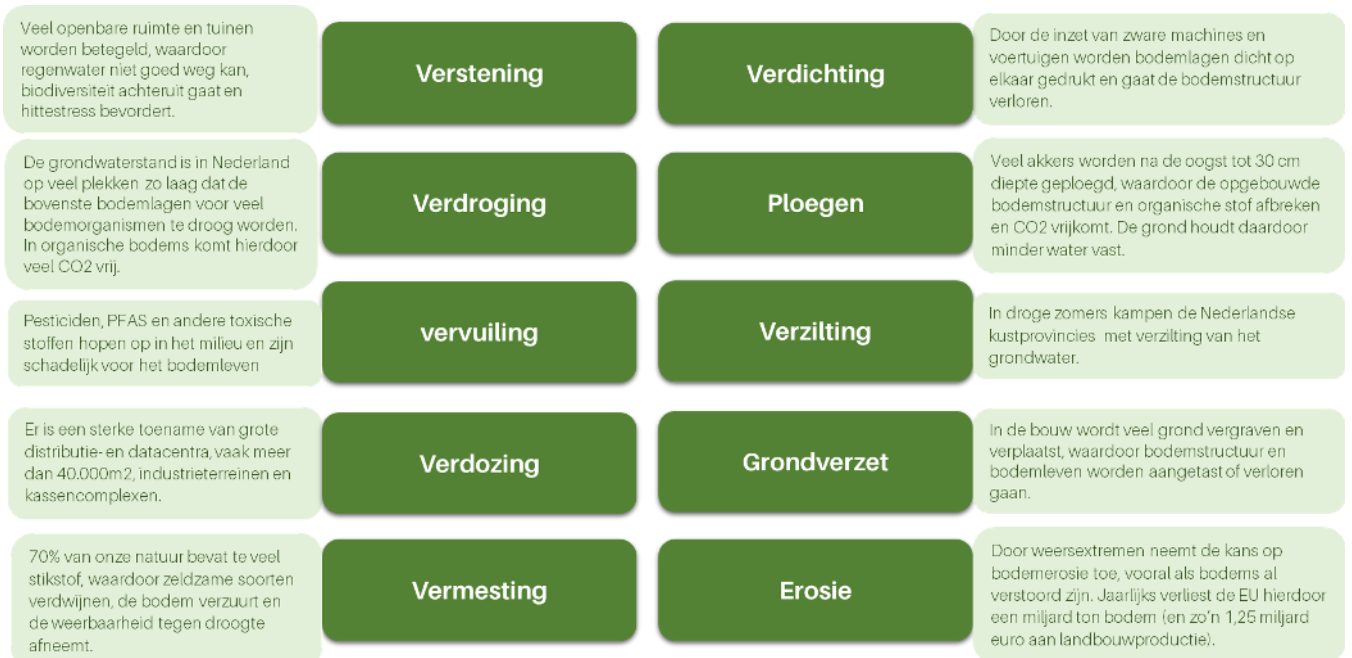 Veel openbare ruimte en tuinen
worden betegeld, waardoor
regenwater niet goed weg kan,
biodiversiteit achteruit gaat en
hittestress bevordert.
Verstening
Verdichting
Door de inzet van zware machines en
voertuigen worden bodemlagen dicht op
elkaar gedrukt en gaat de bodemstructuur
verloren.
De grondwaterstand is in Nederland
op veel plekken zo laag dat de
bovenste bodemlagen voor veel
bodemorganismen te droog worden.
In organische bodems komt hierdoor
veel CO2 vrij.
Verdroging
Ploegen
Veel akkers worden na de oogst tot 30 cm
diepte geploegd, waardoor de opgebouwde
bodemstructuur en organische stof afbreken
en CO2 vrijkomt. De grond houdt daardoor
minder water vast.
Pesticiden, PFAS en andere toxische
stoffen hopen op in het milieu en zijn
schadelijk voor het bodemleven
vervuiling
Verzilting
In droge zomers kampen de Nederlandse
kustprovincies met verzilting van het
grondwater.
Er is een sterke toename van grote
distributie- en datacentra, vaak meer
dan 40.000m2, industrieterreinen en
kassencomplexen.
Verdozing
Grondverzet
In de bouw wordt veel grond vergraven en
verplaatst, waardoor bodemstructuur en
bodemleven worden aangetast of verloren
gaan.
70% van onze natuur bevat te veel
stikstof, waardoor zeldzame soorten
verdwijnen, de bodem verzuurt en
de weerbaarheid tegen droogte
afneemt.
Vermesting
Erosie
Door weersextremen neemt de kans op
bodemerosie toe, vooral als bodems al
verstoord zijn. Jaarlijks verliest de EU hierdoor
een miljard ton bodem (en zo'n 1,25 miljard
euro aan landbouwproductie).